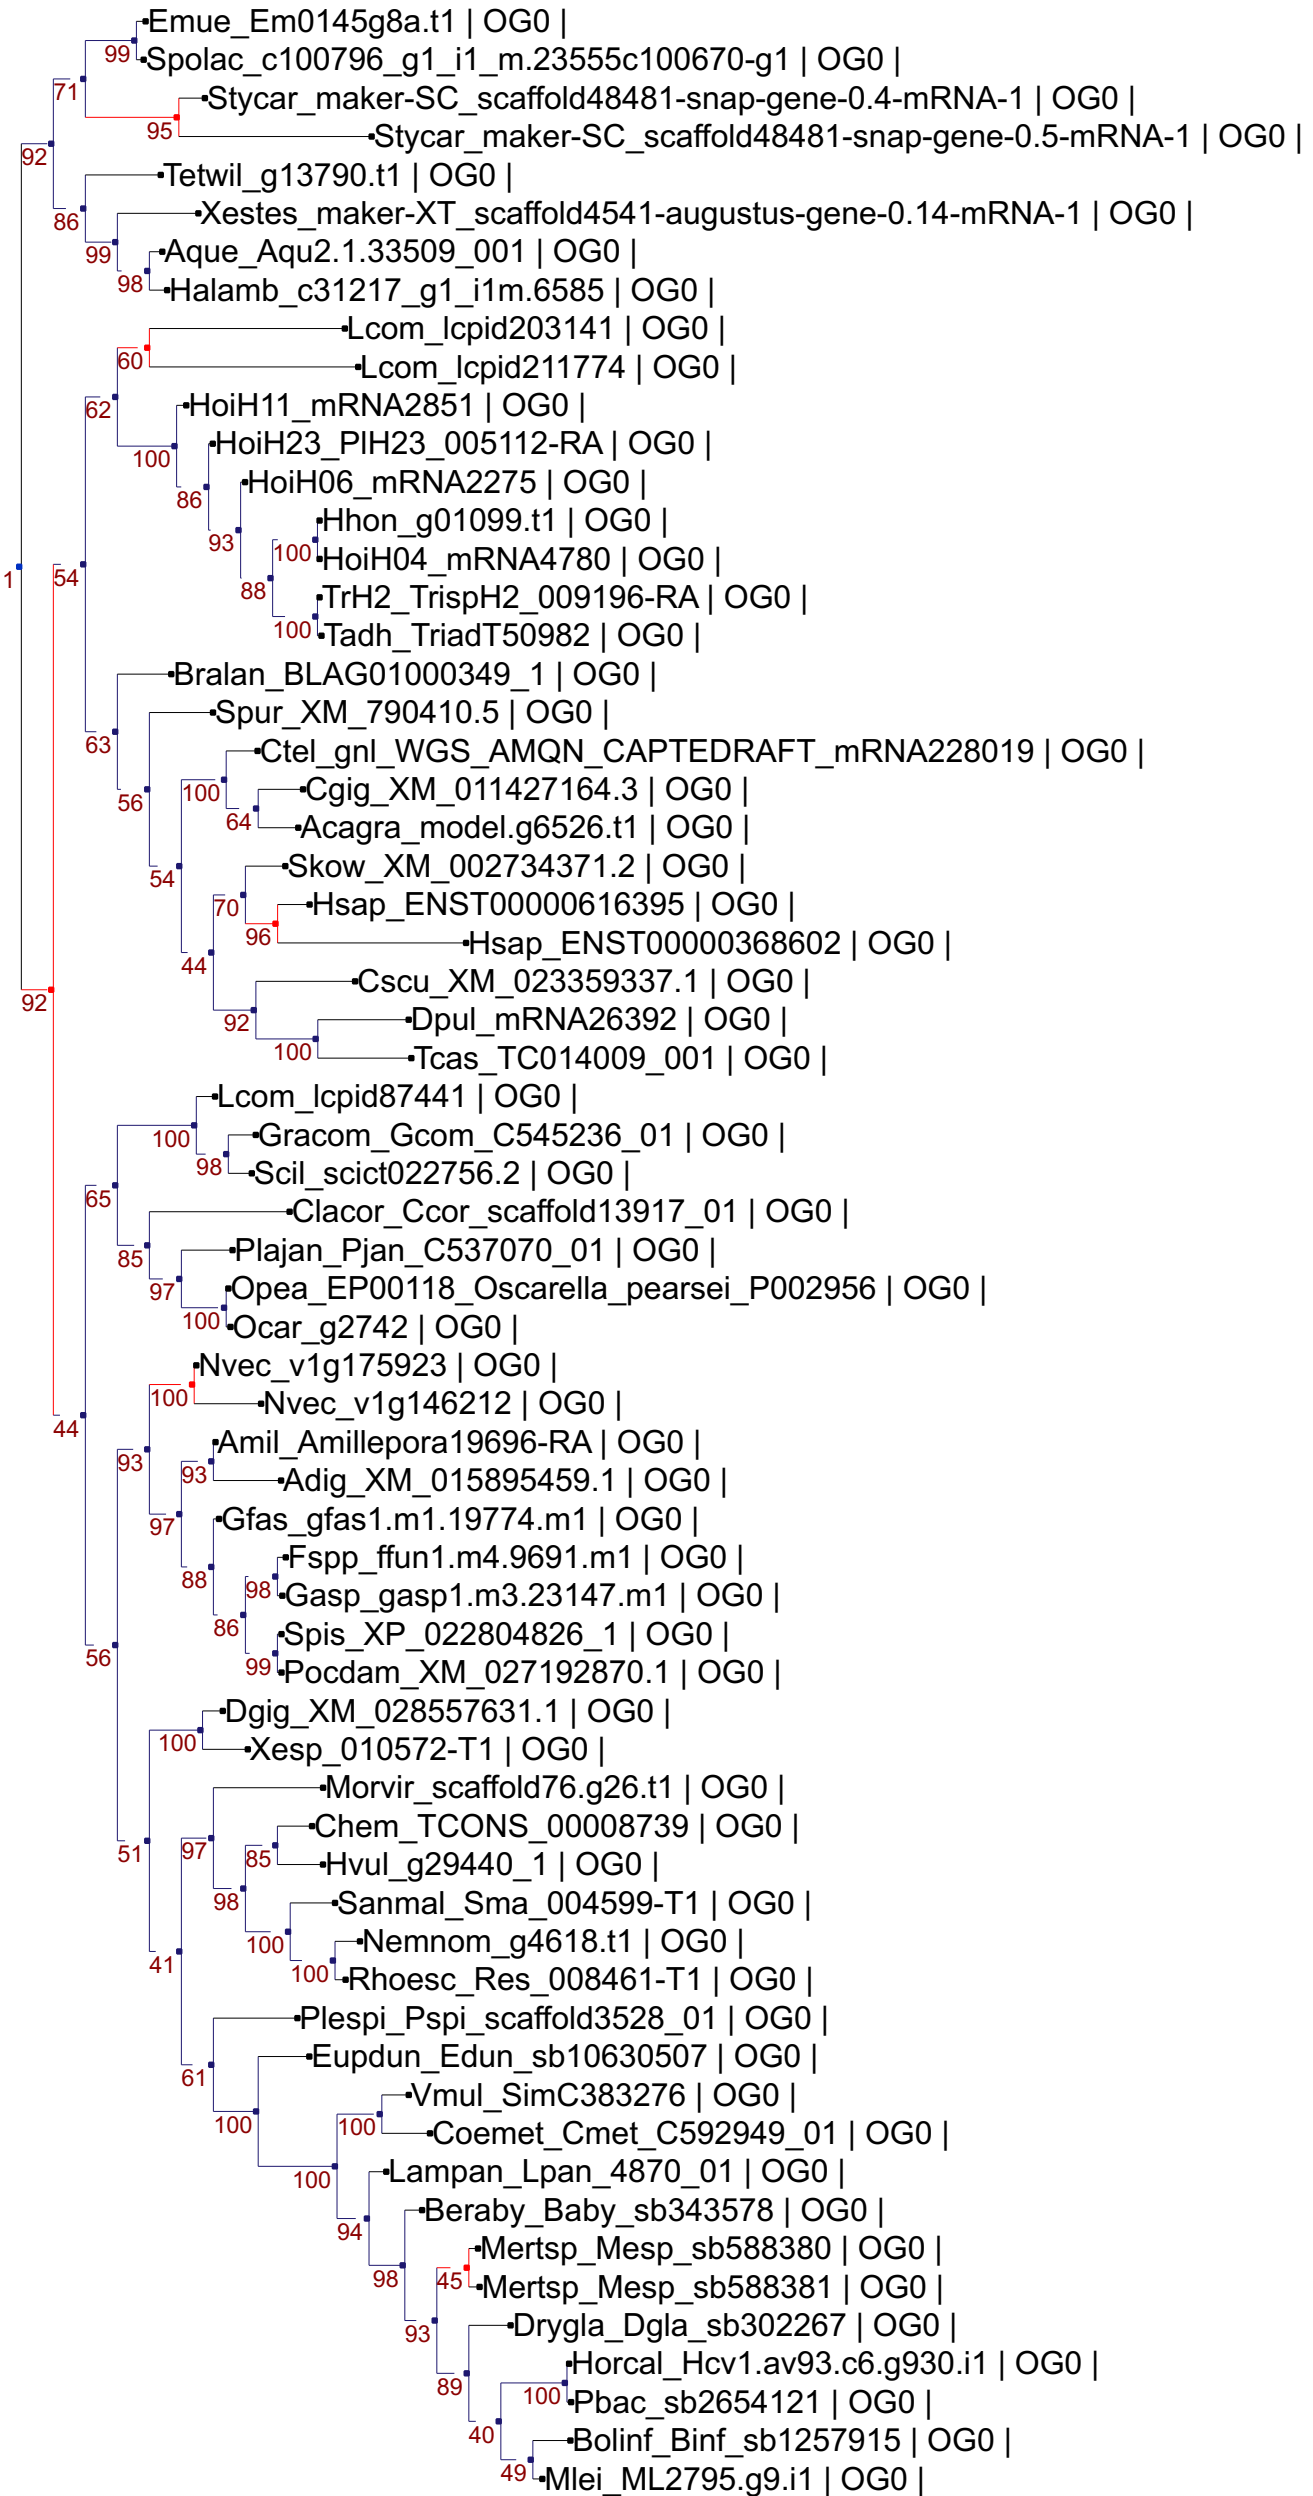 Emue_Em0145g8a.t1 | OG0 |
99
Spolac_c100796_g1_i1_m.23555c100670-g1 | OG0 |
71
Stycar_maker-SC_scaffold48481-snap-gene-0.4-mRNA-1 | OG0 |
95
Stycar_maker-SC_scaffold48481-snap-gene-0.5-mRNA-1 | OG0 |
92
Tetwil_g13790.t1 | OG0 |
86
Xestes_maker-XT_scaffold4541-augustus-gene-0.14-mRNA-1 | OG0 |
99
Aque_Aqu2.1.33509_001 | OG0 |
98
Halamb_c31217_g1_i1m.6585 | OG0 |
Lcom_lcpid203141 | OG0 |
60
Lcom_lcpid211774 | OG0 |
62
HoiH11_mRNA2851 | OG0 |
100
HoiH23_PlH23_005112-RA | OG0 |
86
HoiH06_mRNA2275 | OG0 |
93
Hhon_g01099.t1 | OG0 |
100
HoiH04_mRNA4780 | OG0 |
1
54
88
TrH2_TrispH2_009196-RA | OG0 |
100
Tadh_TriadT50982 | OG0 |
Bralan_BLAG01000349_1 | OG0 |
Spur_XM_790410.5 | OG0 |
63
Ctel_gnl_WGS_AMQN_CAPTEDRAFT_mRNA228019 | OG0 |
100
Cgig_XM_011427164.3 | OG0 |
56
64
Acagra_model.g6526.t1 | OG0 |
54
Skow_XM_002734371.2 | OG0 |
70
Hsap_ENST00000616395 | OG0 |
96
Hsap_ENST00000368602 | OG0 |
44
Cscu_XM_023359337.1 | OG0 |
92
92
Dpul_mRNA26392 | OG0 |
100
Tcas_TC014009_001 | OG0 |
Lcom_lcpid87441 | OG0 |
100
Gracom_Gcom_C545236_01 | OG0 |
98
Scil_scict022756.2 | OG0 |
65
Clacor_Ccor_scaffold13917_01 | OG0 |
85
Plajan_Pjan_C537070_01 | OG0 |
97
Opea_EP00118_Oscarella_pearsei_P002956 | OG0 |
100
Ocar_g2742 | OG0 |
Nvec_v1g175923 | OG0 |
100
Nvec_v1g146212 | OG0 |
44
Amil_Amillepora19696-RA | OG0 |
93
93
Adig_XM_015895459.1 | OG0 |
97
Gfas_gfas1.m1.19774.m1 | OG0 |
Fspp_ffun1.m4.9691.m1 | OG0 |
88
98
Gasp_gasp1.m3.23147.m1 | OG0 |
86
Spis_XP_022804826_1 | OG0 |
56
99
Pocdam_XM_027192870.1 | OG0 |
Dgig_XM_028557631.1 | OG0 |
100
Xesp_010572-T1 | OG0 |
Morvir_scaffold76.g26.t1 | OG0 |
Chem_TCONS_00008739 | OG0 |
51
97
85
Hvul_g29440_1 | OG0 |
98
Sanmal_Sma_004599-T1 | OG0 |
100
Nemnom_g4618.t1 | OG0 |
41
100
Rhoesc_Res_008461-T1 | OG0 |
Plespi_Pspi_scaffold3528_01 | OG0 |
Eupdun_Edun_sb10630507 | OG0 |
61
Vmul_SimC383276 | OG0 |
100
100
Coemet_Cmet_C592949_01 | OG0 |
100
Lampan_Lpan_4870_01 | OG0 |
Beraby_Baby_sb343578 | OG0 |
94
Mertsp_Mesp_sb588380 | OG0 |
98
45
Mertsp_Mesp_sb588381 | OG0 |
93
Drygla_Dgla_sb302267 | OG0 |
Horcal_Hcv1.av93.c6.g930.i1 | OG0 |
89
100
Pbac_sb2654121 | OG0 |
40
Bolinf_Binf_sb1257915 | OG0 |
49
Mlei_ML2795.g9.i1 | OG0 |